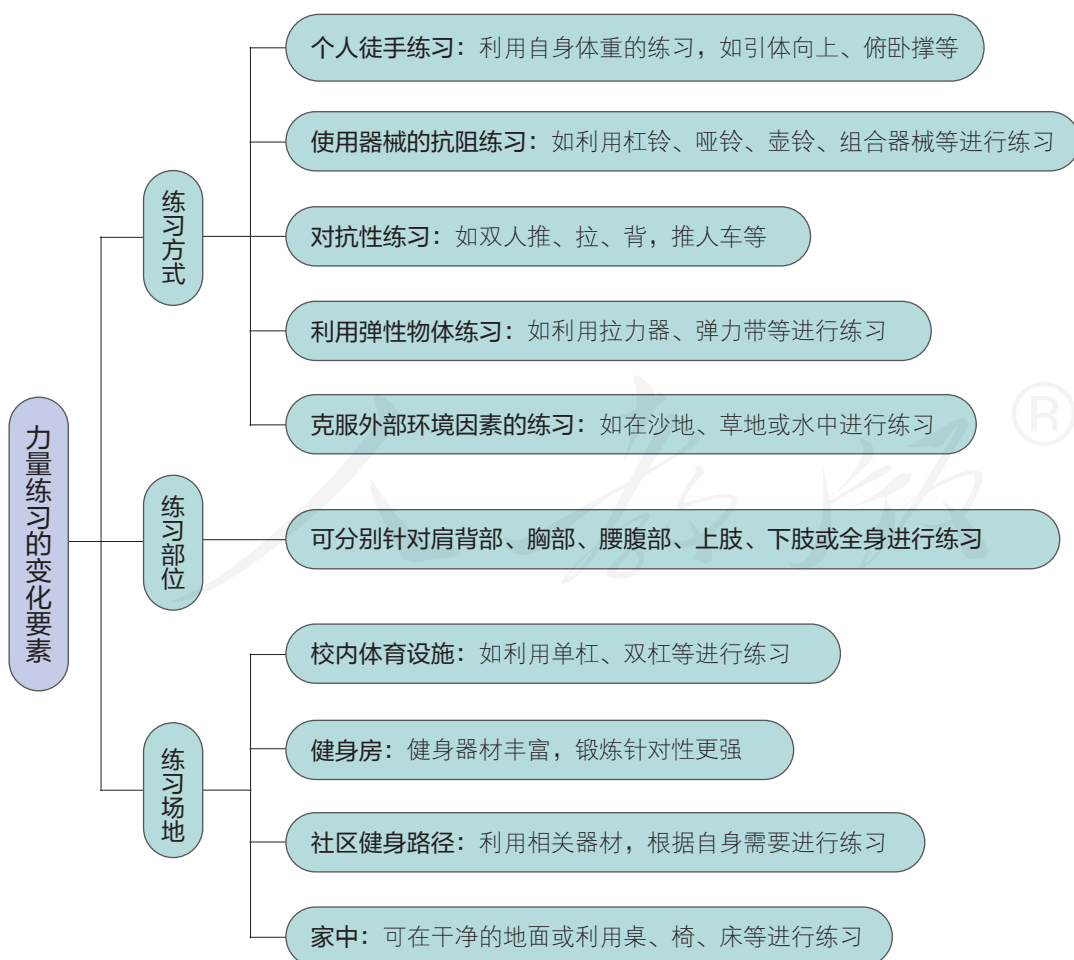 力量练习的变化要素
练习方式
个人徒手练习：利用自身体重的练习，如引体向上、俯卧撑等
使用器械的抗阻练习：如利用杠铃、哑铃、壶铃、组合器械等进行练习
对抗性练习：如双人推、拉、背，推人车等
利用弹性物体练习：如利用拉力器、弹力带等进行练习
克服外部环境因素的练习：如在沙地、草地或水中进行练习
练习部位
可分别针对肩背部、胸部、腰腹部、上肢、下肢或全身进行练习
练习场地
校内体育设施：如利用单杠、双杠等进行练习
健身房：健身器材丰富，锻炼针对性更强
社区健身路径：利用相关器材，根据自身需要进行练习
家中：可在干净的地面或利用桌、椅、床等进行练习
人教版®